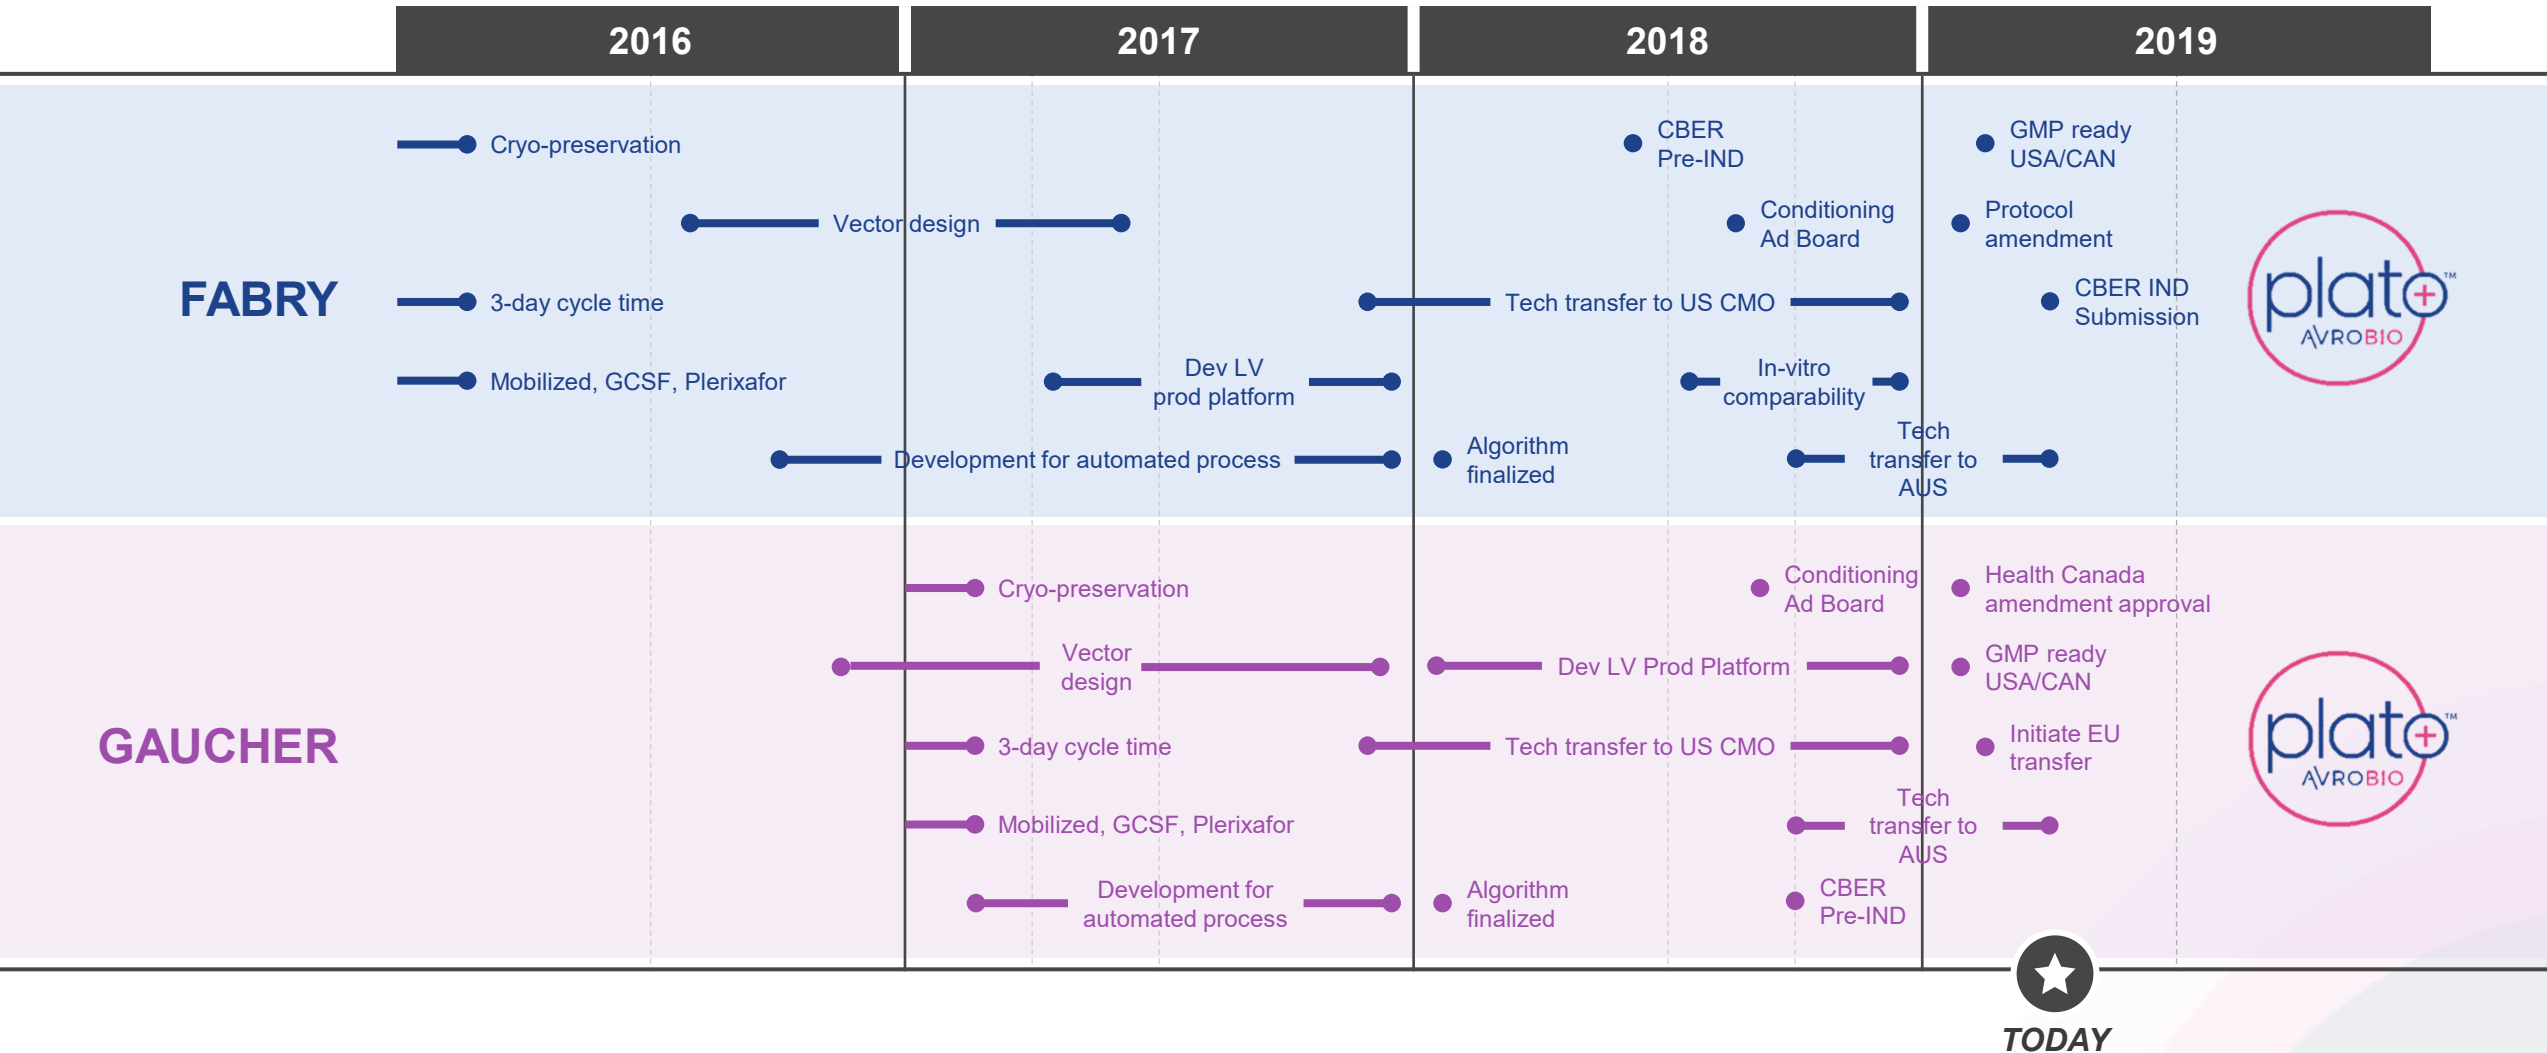 2016
2017
2018
2019
FABRY
Cryo-preservation
CBER
Pre-IND
GMP ready
USA/CAN
Vector design
Conditioning
Ad Board
Protocol
amendment
3-day cycle time
Tech transfer to US CMO
CBER IND
Submission
Mobilized, GCSF, Plerixafor
Dev LV
prod platform
In-vitro
comparability
Development for automated process
Algorithm
finalized
Tech
transfer to
AUS
plato™
AVROBIO
GAUCHER
Cryo-preservation
Conditioning
Ad Board
Health Canada
amendment approval
Vector
design
Dev LV Prod Platform
GMP ready
USA/CAN
3-day cycle time
Tech transfer to US CMO
Initiate EU
transfer
Mobilized, GCSF, Plerixafor
Tech
transfer to
AUS
Development for
automated process
Algorithm
finalized
CBER
Pre-IND
plato™
AVROBIO
TODAY